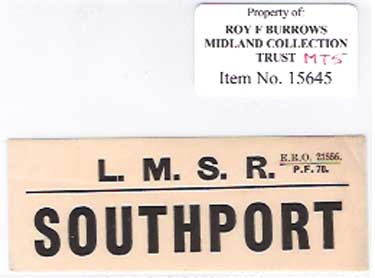 Property of:
ROY F BURROWS
MIDLAND COLLECTION
TRUST MTS
Item No. 15645
L. M. S. R. E.R.O. 21556.
P.F. 78.
SOUTHPORT